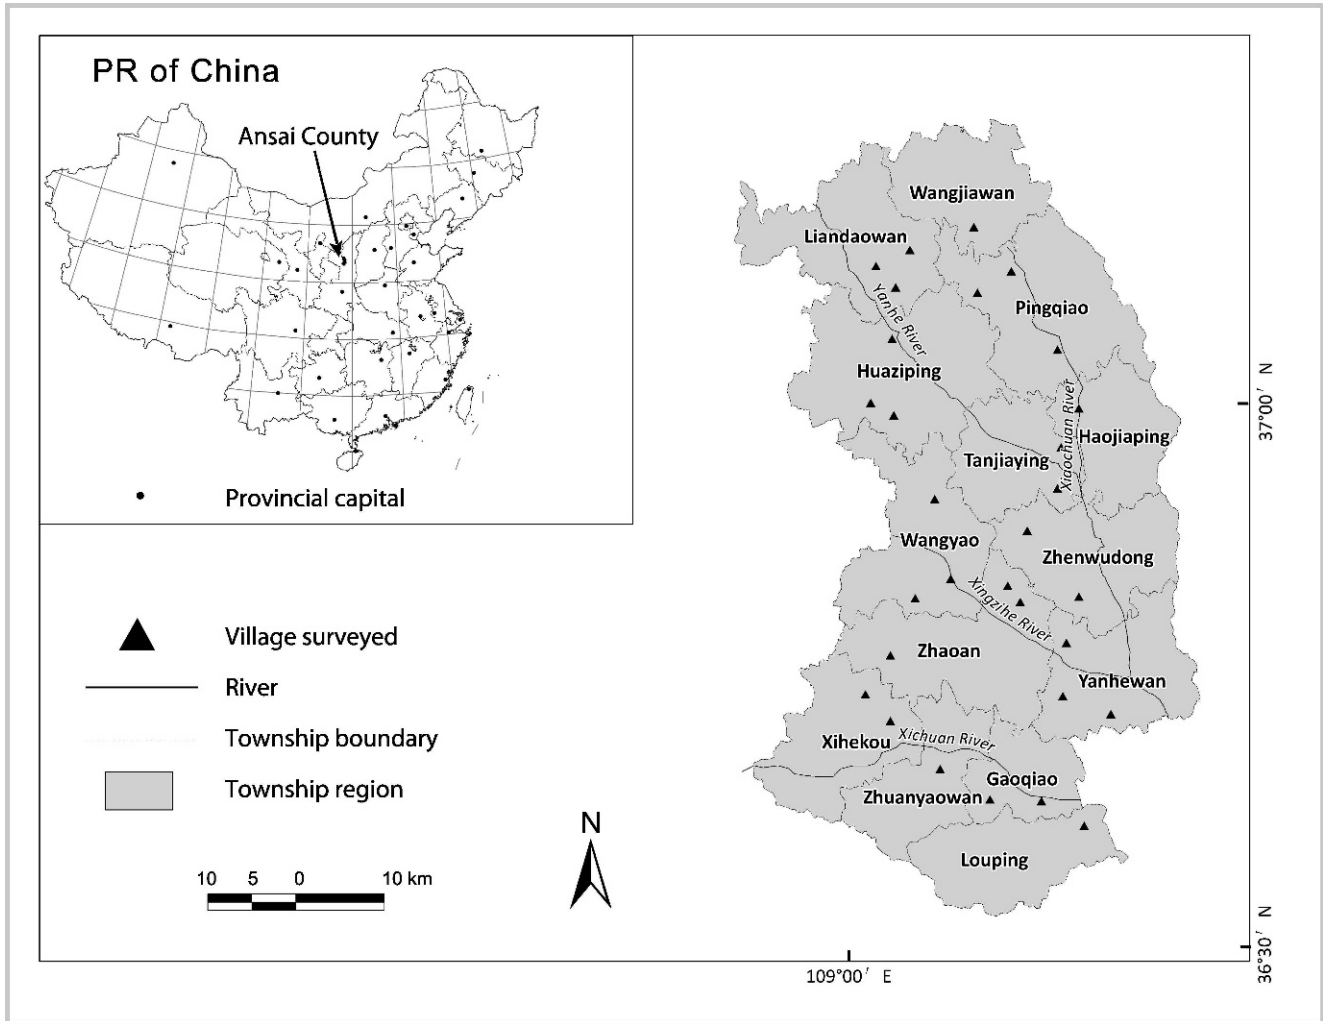 PR of China
Ansai County
Provincial capital
Village surveyed
River
Township boundary
Township region
10 5 0 10 km
N
Wangjiawan
Liandaowan
Yanhe River
Pingqiao
Huaziping
Xiaochuan River
Haojiaping
Tanjiaying
Wangyao
Zhenwudong
Xingzihe River
Zhaoan
Yanhewan
Xihekou
Xichuan River
Gaoqiao
Zhuanyaowan
Louping
37°00′ N
36°30′ N
109°00′ E